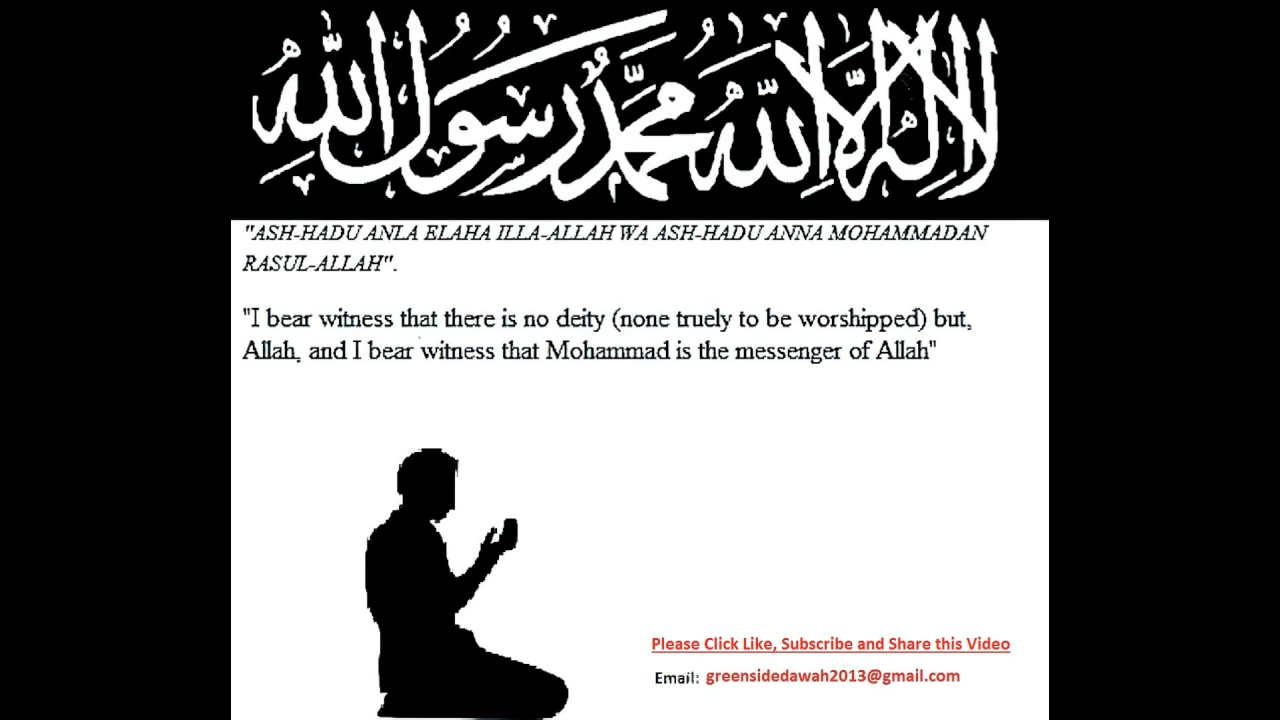 لا إله إلا الله محمد رسول الله
"ASH-HADU ANLA ELAHA ILLA-ALLAH WA ASH-HADU ANNA MOHAMMADAN
RASUL-ALLAH".
"I bear witness that there is no deity (none truely to be worshipped) but,
Allah, and I bear witness that Mohammad is the messenger of Allah"
Please Click Like, Subscribe and Share this Video
Email: greensidedawah2013@gmail.com